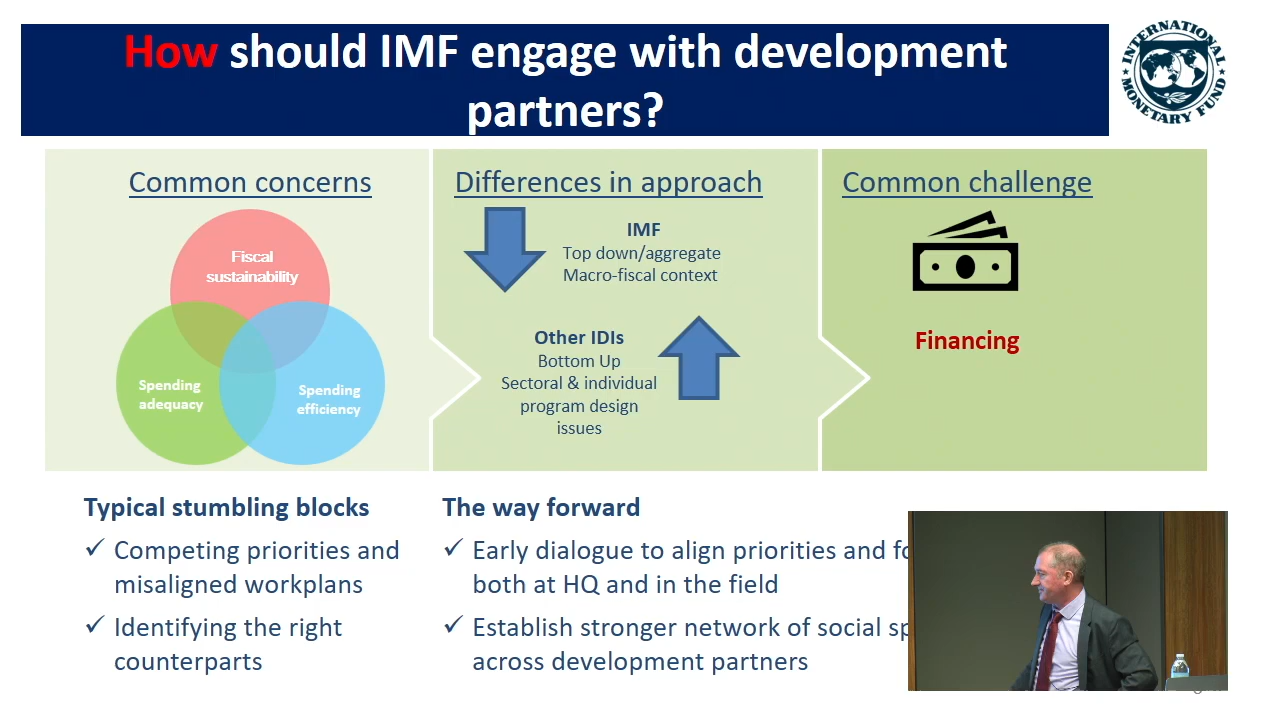 How should IMF engage with development
partners?
INTERNATIONAL
MONETARY FUND
Common concerns
Fiscal
sustainability
Spending
adequacy
Spending
efficiency
Differences in approach
IMF
Top down/aggregate
Macro-fiscal context
Other IDIs
Bottom Up
Sectoral & individual
program design
issues
Common challenge
Financing
Typical stumbling blocks
✓ Competing priorities and
misaligned workplans
✓ Identifying the right
counterparts
The way forward
✓ Early dialogue to align priorities and
both at HQ and in the field
✓ Establish stronger network of social
across development partners